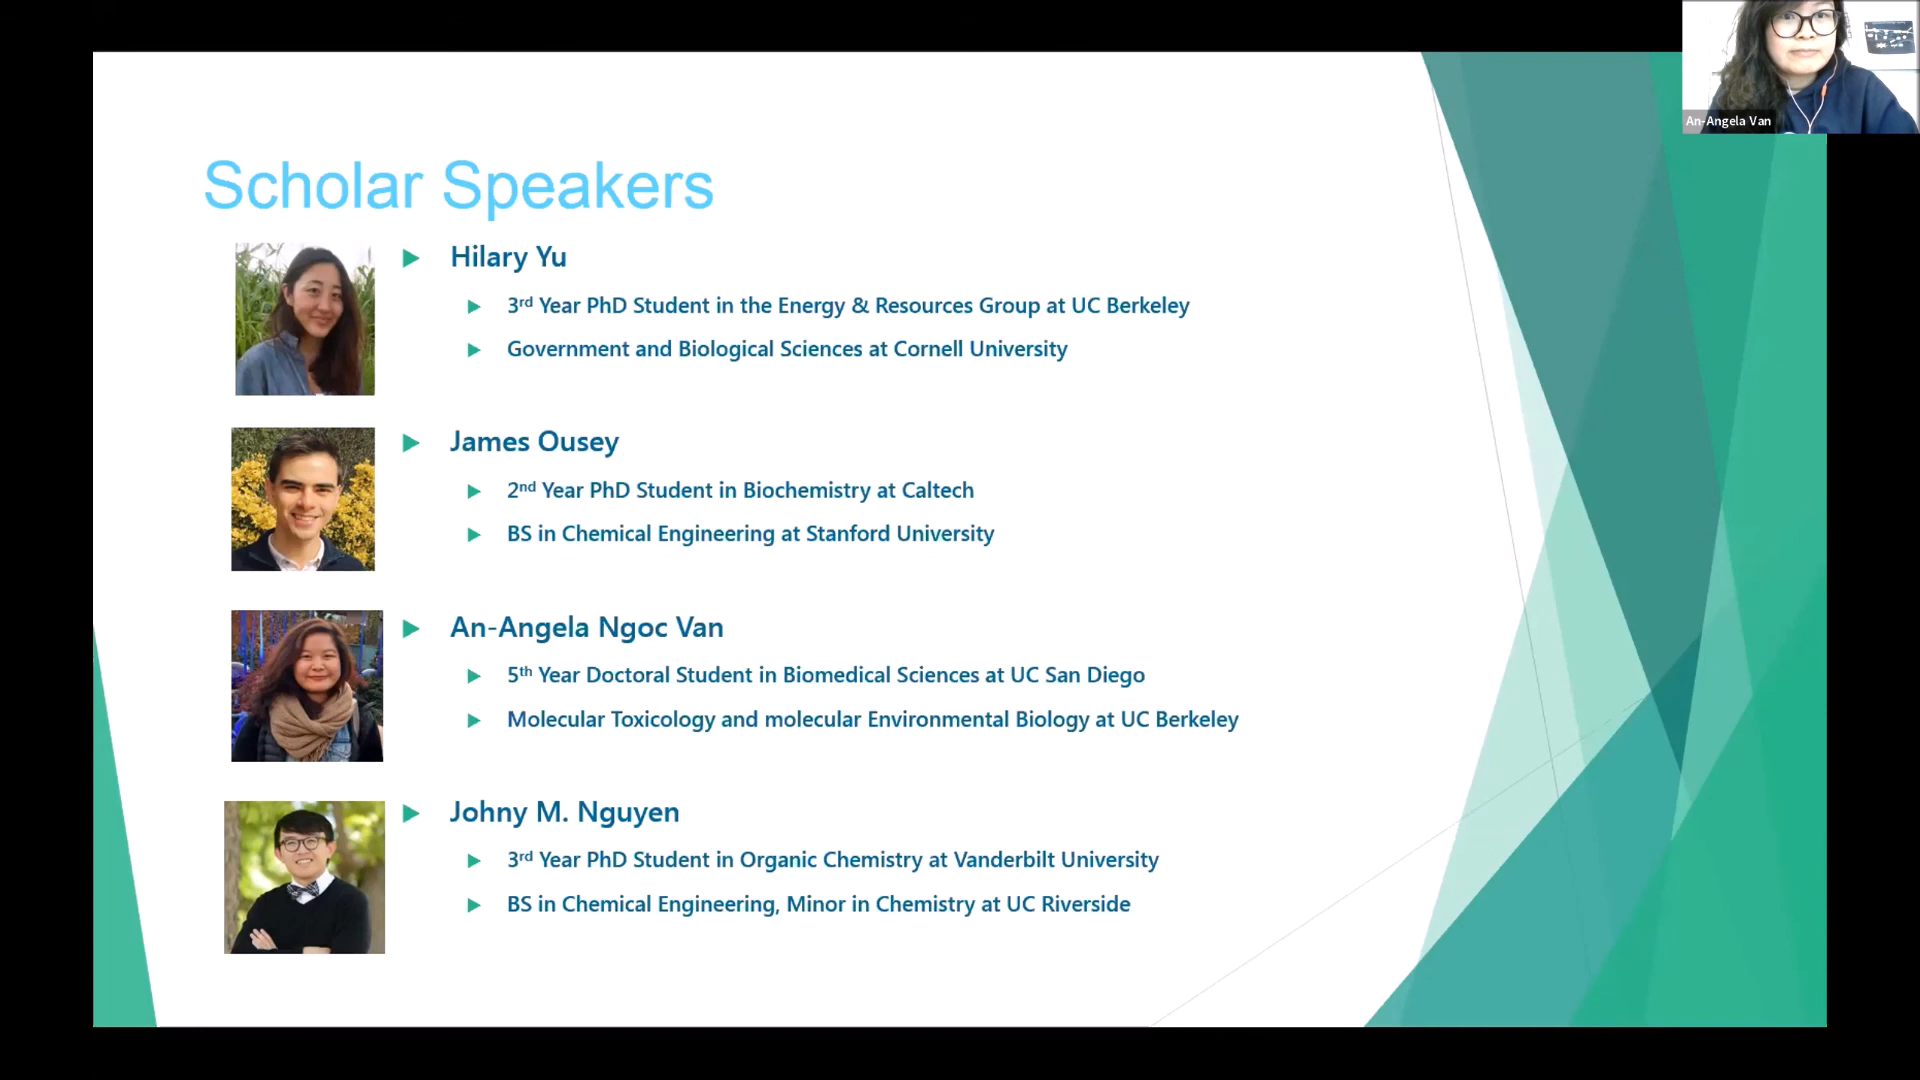 An-Angela Van
Scholar Speakers
Hilary Yu
3rd Year PhD Student in the Energy & Resources Group at UC Berkeley
Government and Biological Sciences at Cornell University
James Ousey
2nd Year PhD Student in Biochemistry at Caltech
BS in Chemical Engineering at Stanford University
An-Angela Ngoc Van
5th Year Doctoral Student in Biomedical Sciences at UC San Diego
Molecular Toxicology and molecular Environmental Biology at UC Berkeley
Johny M. Nguyen
3rd Year PhD Student in Organic Chemistry at Vanderbilt University
BS in Chemical Engineering, Minor in Chemistry at UC Riverside